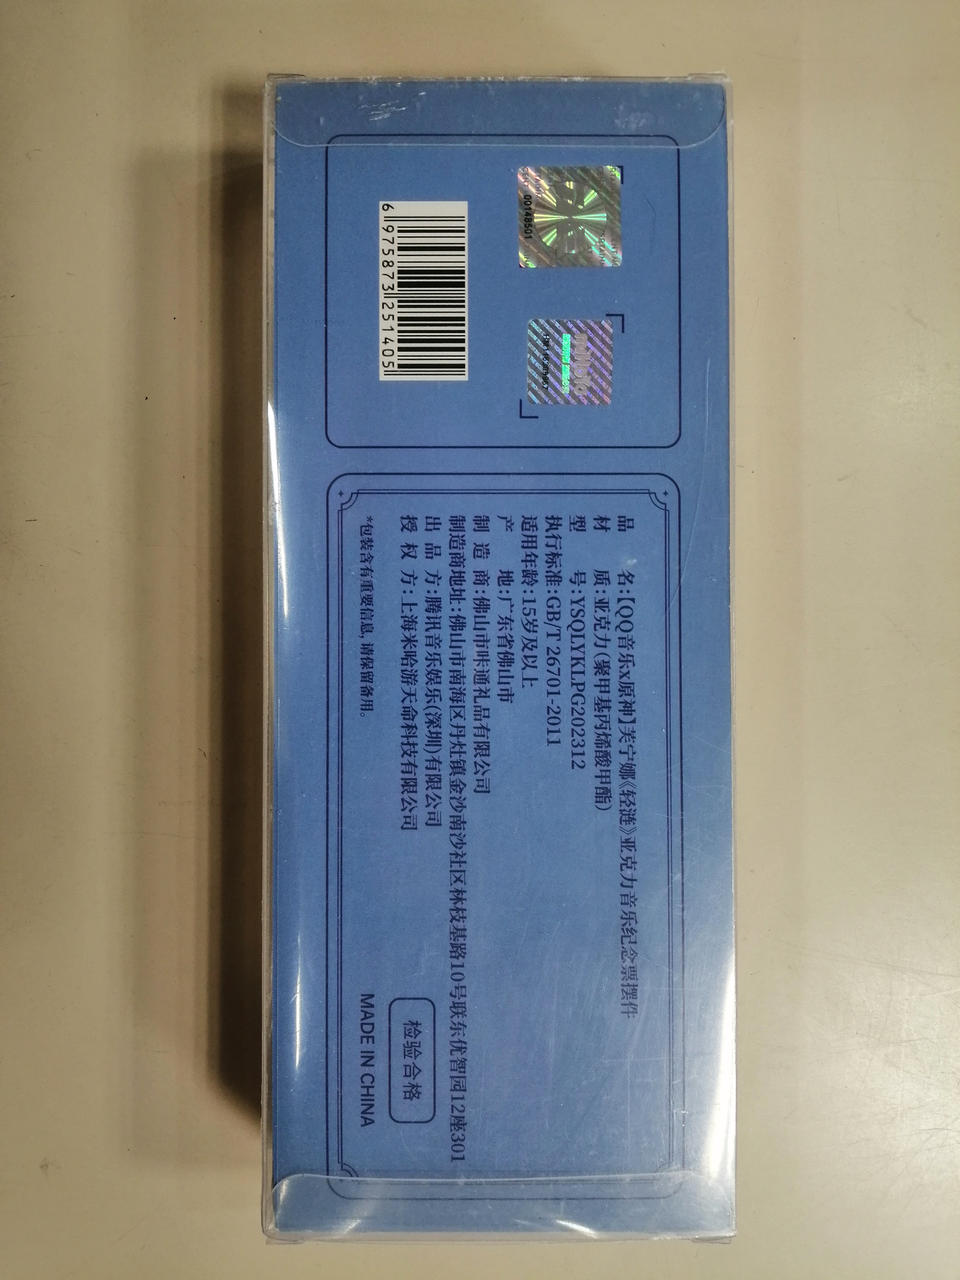 品名:【QQ音乐x原神】芙宁娜《轻涟》亚克力音乐纪念票摆件
材质:亚克力(聚甲基丙烯酸甲酯)
型号:YSQLYKLPG202312
执行标准:GB/T 26701-2011
适用年龄:15岁及以上
产地:广东省佛山市
制造商:佛山市咔通礼品有限公司
制造商地址:佛山市南海区丹灶镇金沙南沙社区林枝基路10号联东优智园12座301
出品方:腾讯音乐娱乐(深圳)有限公司
授权方:上海米哈游天命科技有限公司
*包装含有重要信息,请保留备用。
检验合格
MADE IN CHINA
00148501
6 975873 251405